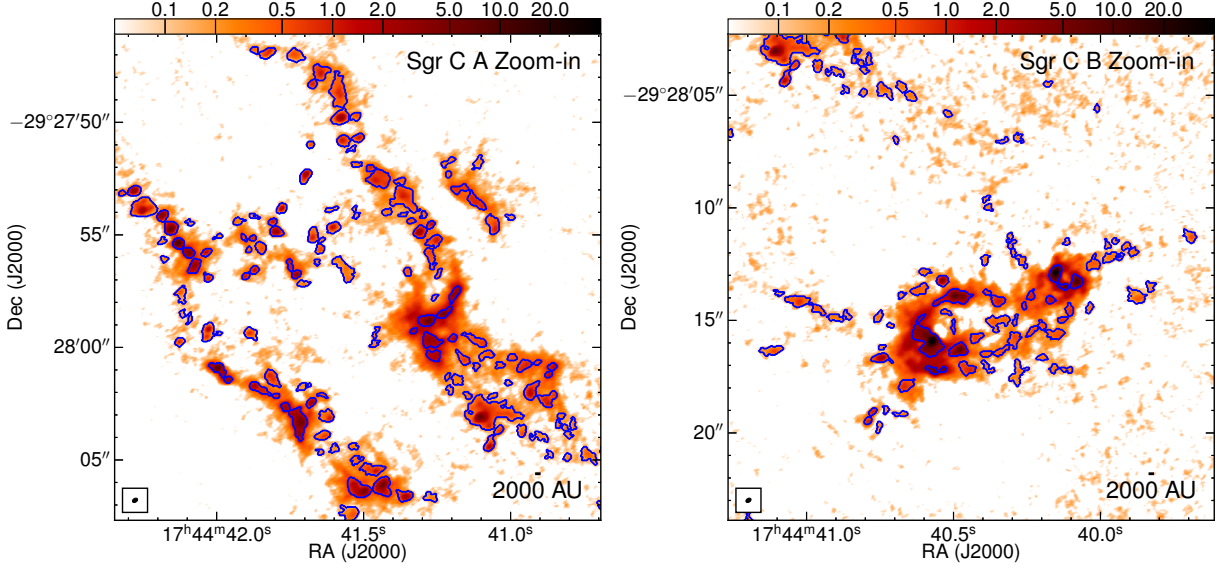 0.1 0.2 0.5 1.0 2.0 5.0 10.0 20.0
Sgr C A Zoom-in
−29°27′50″
55″
28′00″
05″
Dec (J2000)
2000 AU
17ʰ44ᵐ42.0ˢ 41.5ˢ 41.0ˢ
RA (J2000)
0.1 0.2 0.5 1.0 2.0 5.0 10.0 20.0
Sgr C B Zoom-in
−29°28′05″
10″
15″
20″
Dec (J2000)
2000 AU
17ʰ44ᵐ41.0ˢ 40.5ˢ 40.0ˢ
RA (J2000)